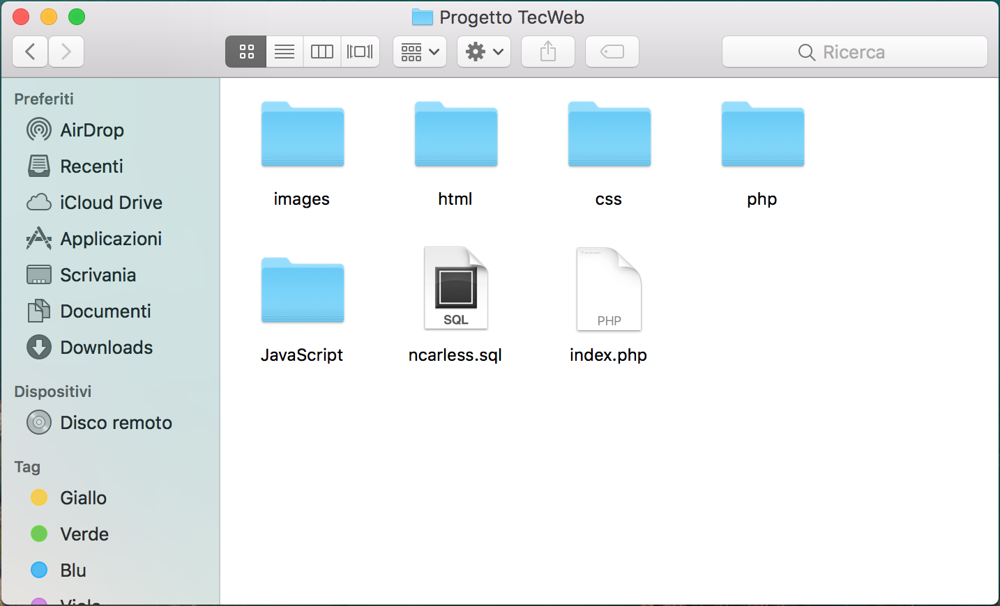 Progetto TecWeb
Ricerca
Preferiti
AirDrop
Recenti
iCloud Drive
Applicazioni
Scrivania
Documenti
Downloads
Dispositivi
Disco remoto
Tag
Giallo
Verde
Blu
Viola
images
html
css
php
JavaScript
SQL
ncarless.sql
PHP
index.php